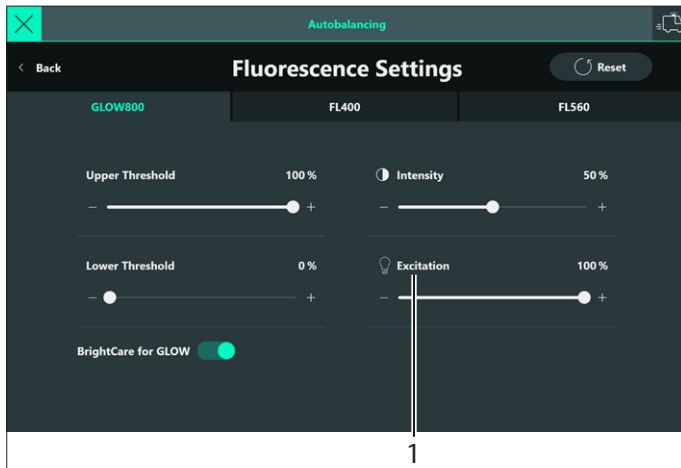 Autobalancing
< Back
Fluorescence Settings
Reset
GLOW800
FL400
FL560
Upper Threshold 100 %
Intensity 50 %
− +
− +
Lower Threshold 0 %
Excitation 100 %
− +
− +
BrightCare for GLOW
1